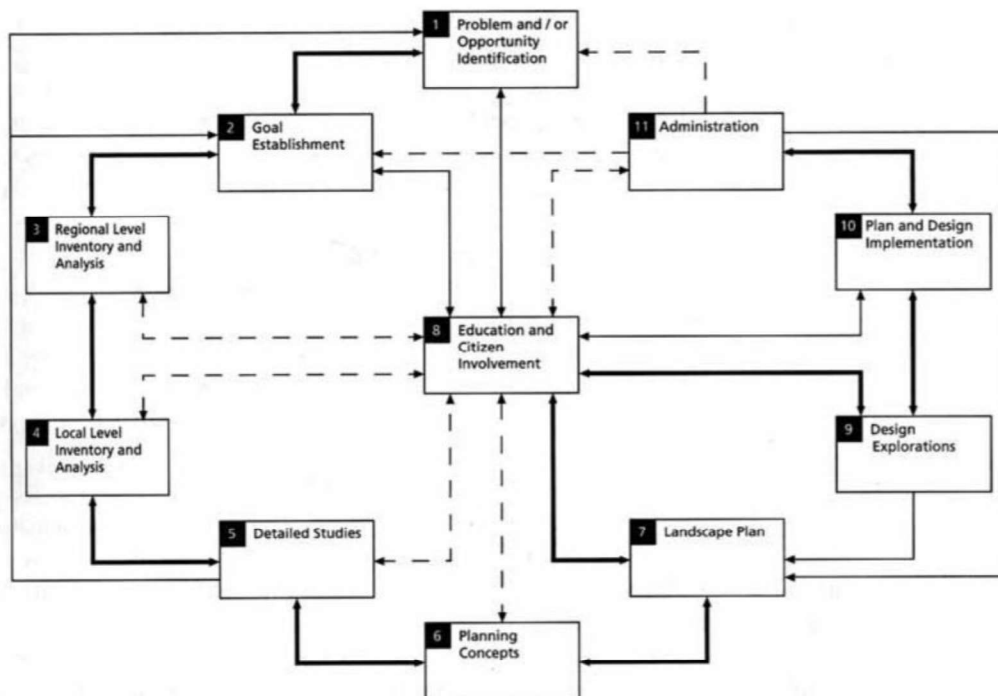 1 Problem and / or
Opportunity
Identification
2 Goal
Establishment
11 Administration
3 Regional Level
Inventory and
Analysis
10 Plan and Design
Implementation
8 Education and
Citizen
Involvement
4 Local Level
Inventory and
Analysis
9 Design
Explorations
5 Detailed Studies
7 Landscape Plan
6 Planning
Concepts